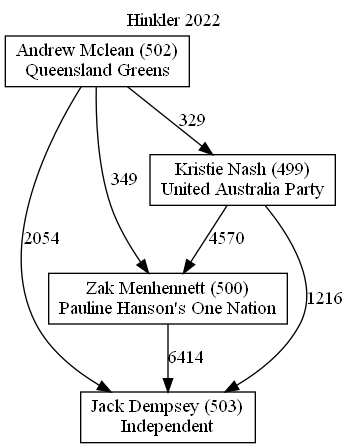 Hinkler 2022
Andrew Mclean (502)
Queensland Greens
329
Kristie Nash (499)
United Australia Party
349
2054
4570
1216
Zak Menhennett (500)
Pauline Hanson's One Nation
6414
Jack Dempsey (503)
Independent